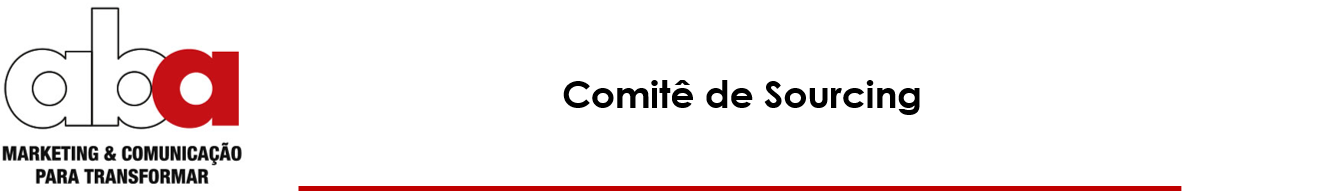 aba
MARKETING & COMUNICAÇÃO
PARA TRANSFORMAR
Comitê de Sourcing